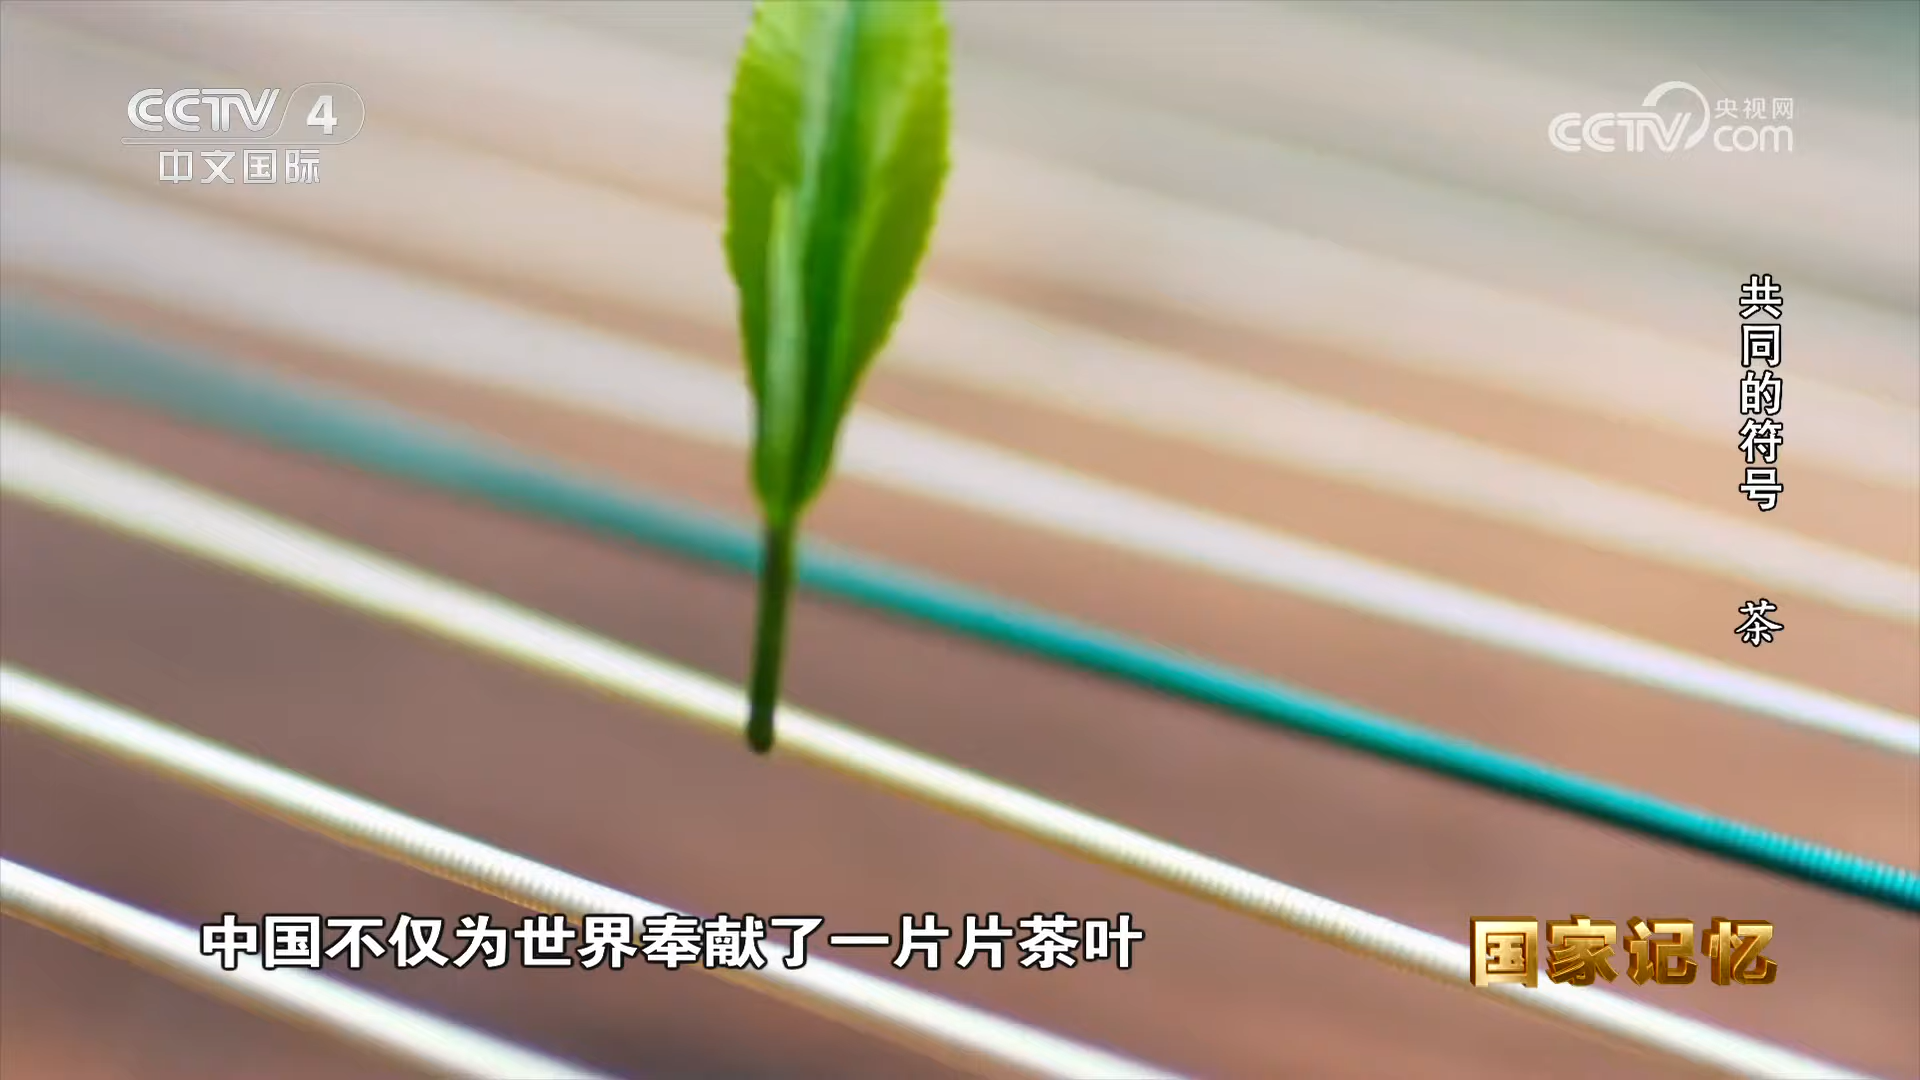 CCTV 4
中文国际
央视网
CCTV.com
共同的符号 茶
中国不仅为世界奉献了一片片茶叶
国家记忆